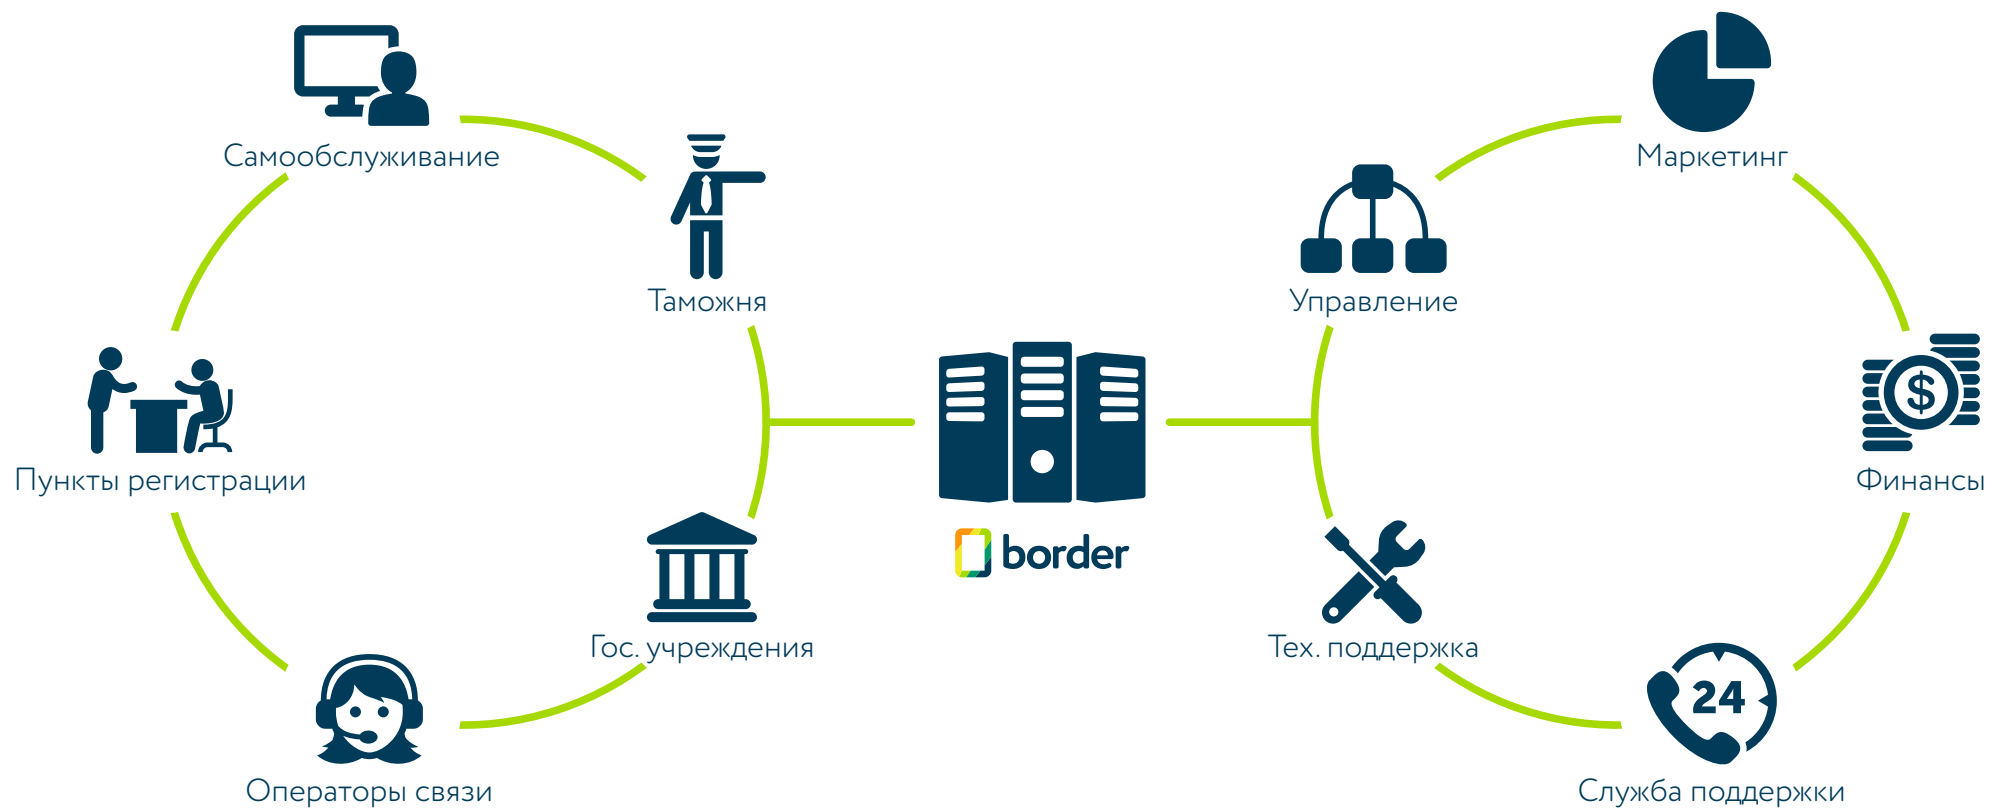 Самообслуживание
Таможня
Пункты регистрации
Гос. учреждения
Операторы связи
border
Маркетинг
Управление
$
Финансы
Тех. поддержка
24
Служба поддержки